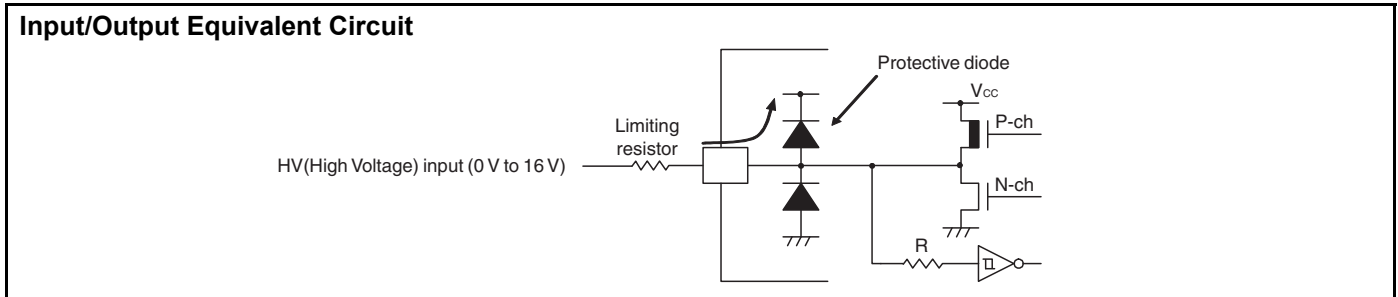 Input/Output Equivalent Circuit
Protective diode
Vcc
P-ch
Limiting
resistor
HV(High Voltage) input (0 V to 16 V)
N-ch
R